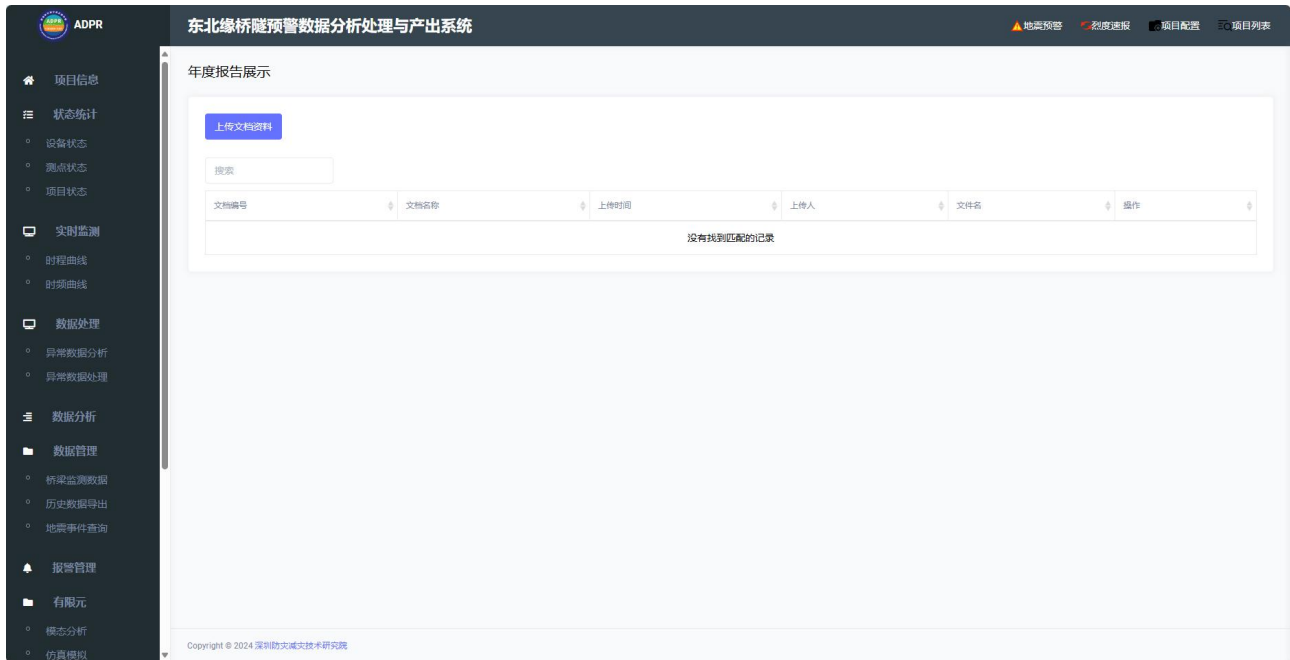 ADPR
东北缘桥隧预警数据分析处理与产出系统
地震预警 烈度速报 项目配置 项目列表
项目信息
状态统计
设备状态
测点状态
项目状态
实时监测
时程曲线
时频曲线
数据处理
异常数据分析
异常数据处理
数据分析
数据管理
桥梁监测数据
历史数据导出
地震事件查询
报警管理
有限元
模态分析
仿真模拟
年度报告展示
上传文档资料
搜索
文档编号 文档名称 上传时间 上传人 文件名 操作
没有找到匹配的记录
Copyright © 2024 深圳防灾减灾技术研究院